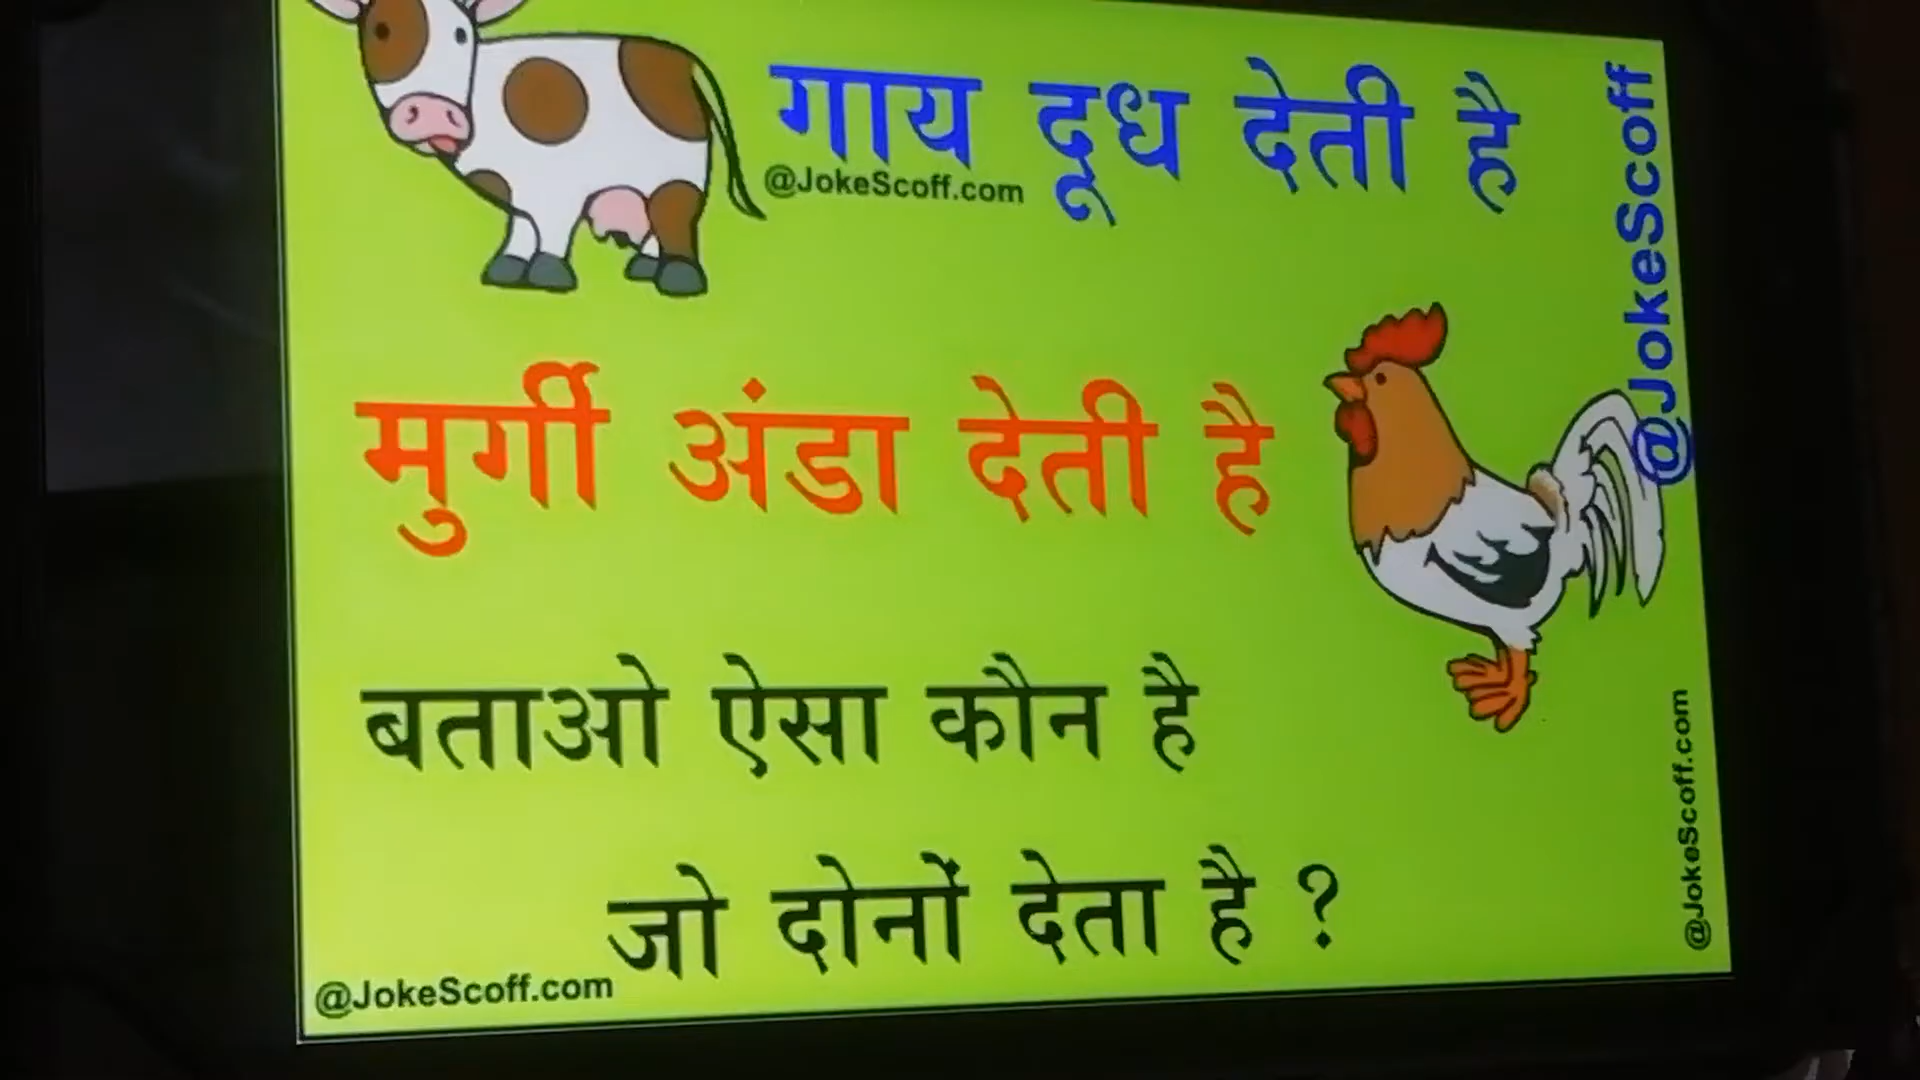 गाय दूध देती है
@JokeScoff.com
@JokeScoff
मुर्गी अंडा देती है
बताओ ऐसा कौन है
जो दोनों देता है ?
@JokeScoff.com
@JokeScoff.com